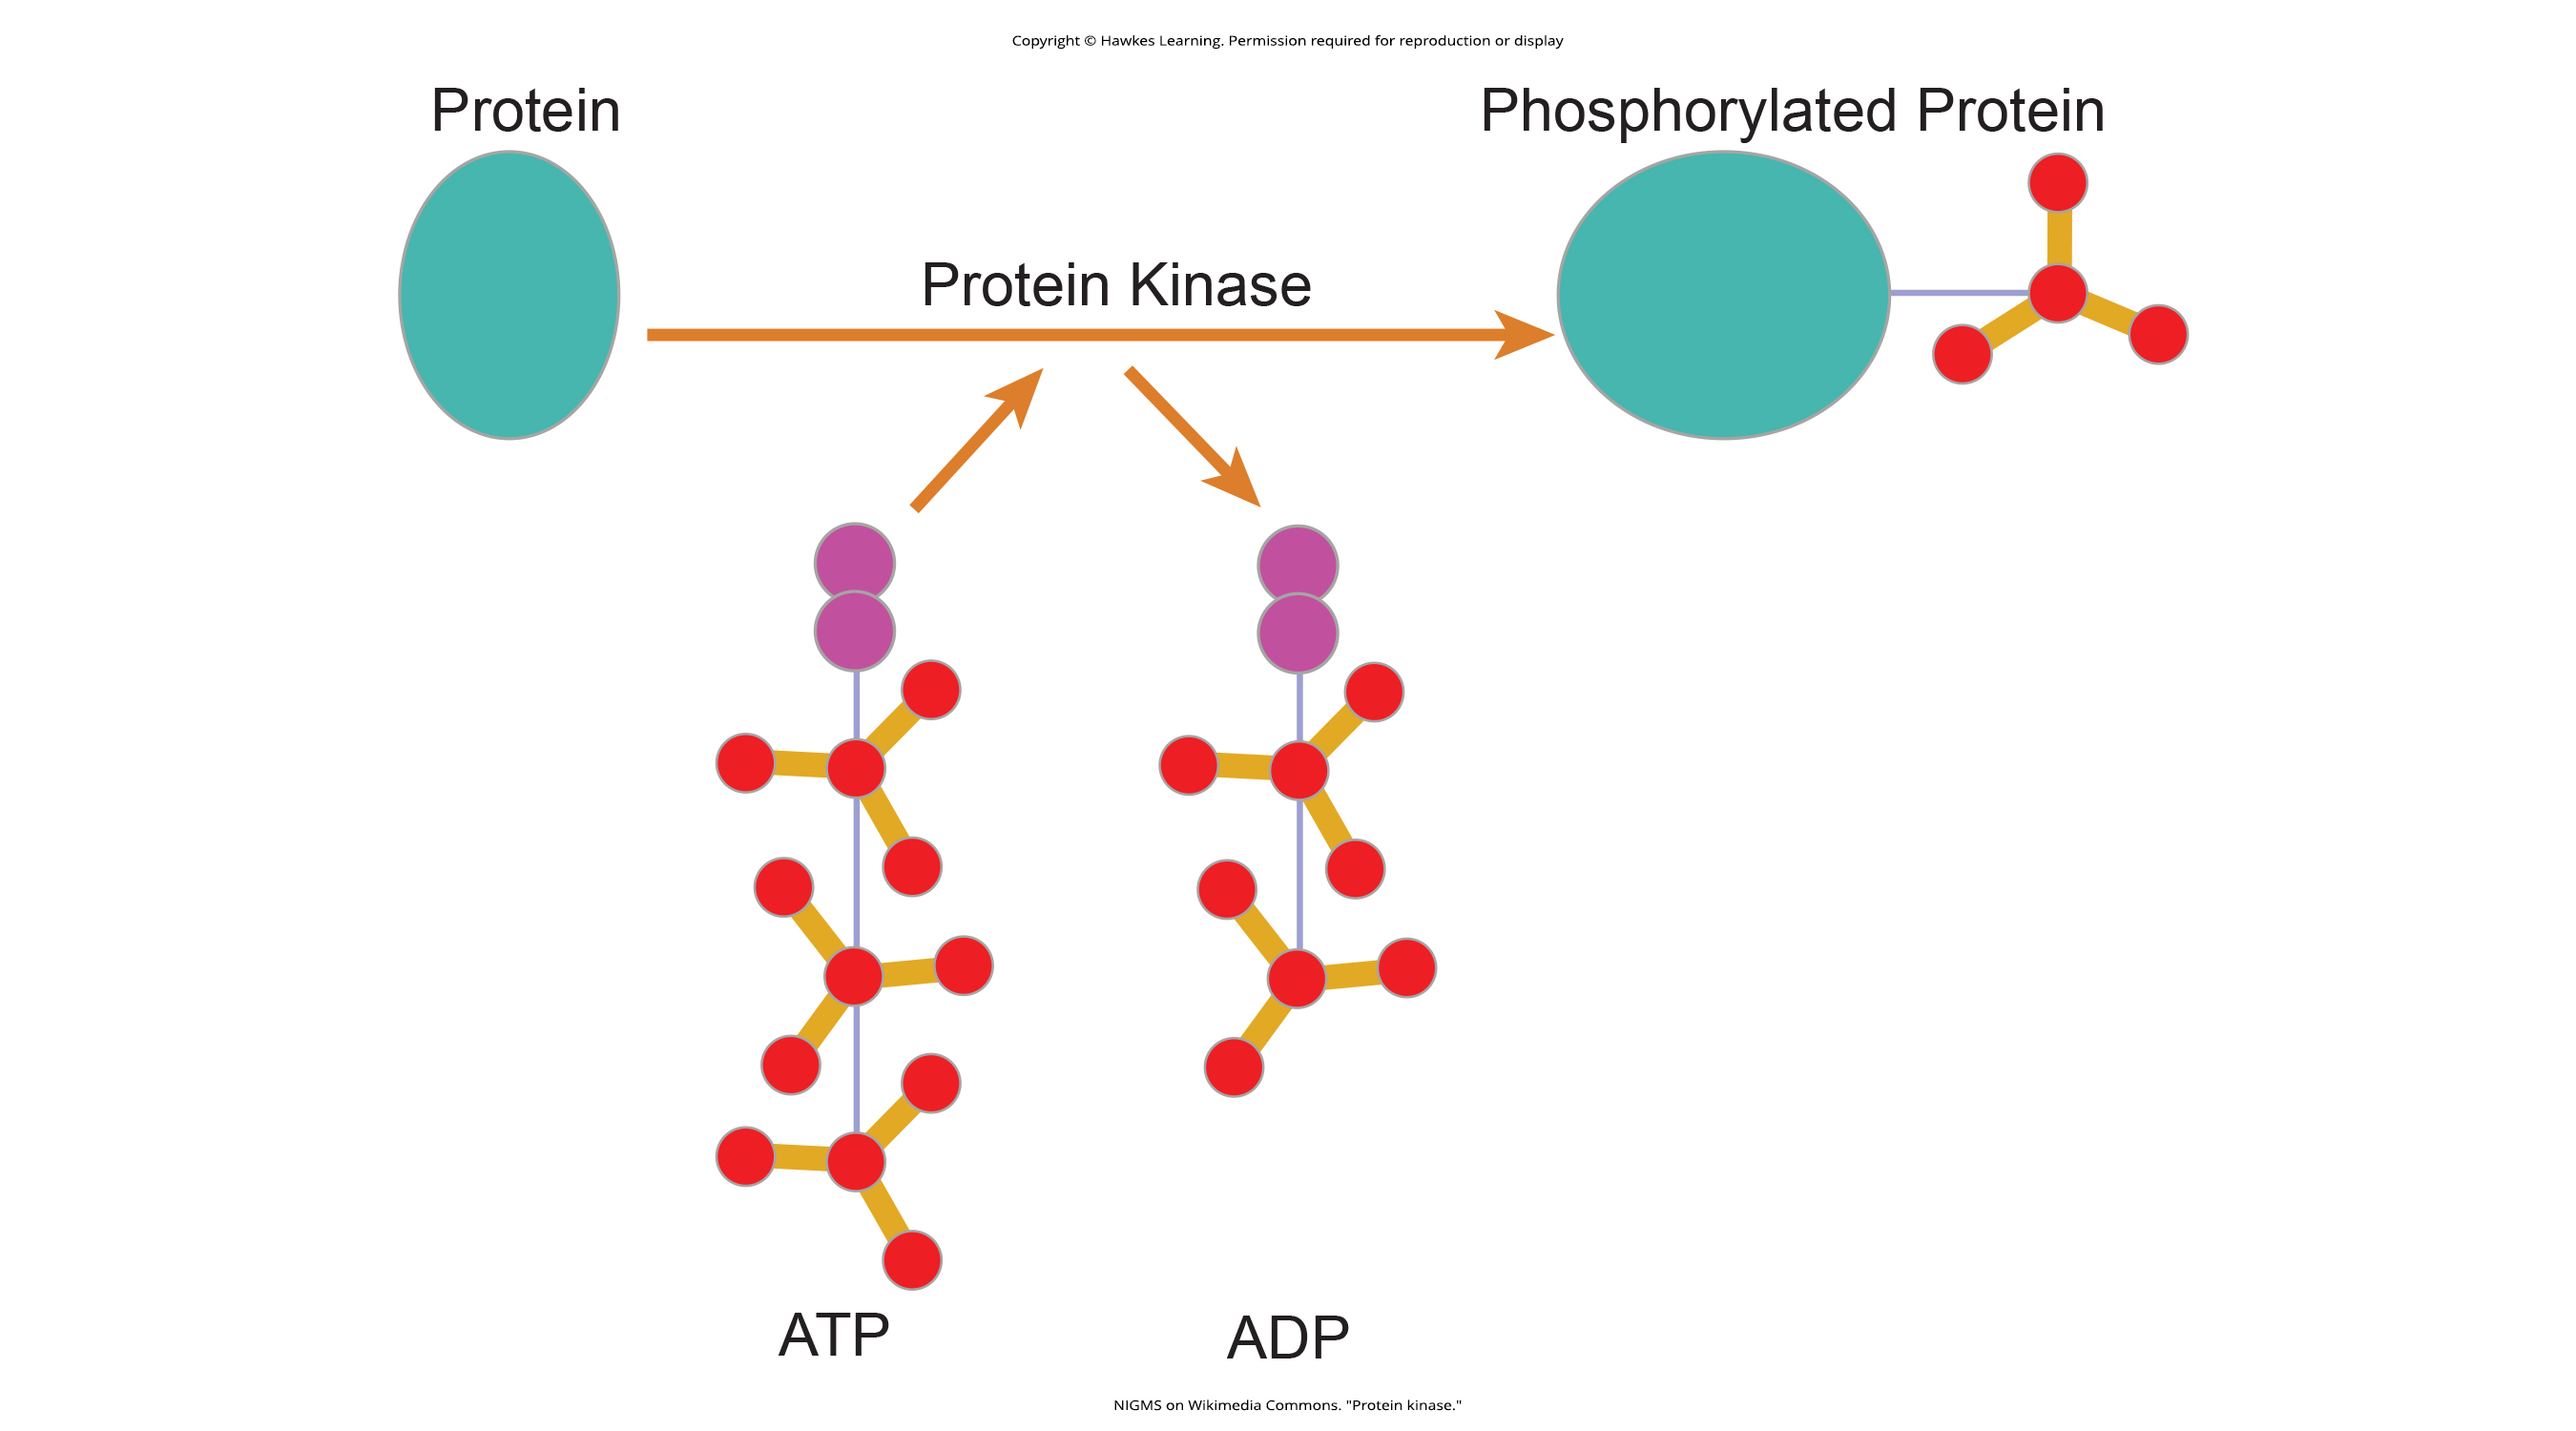 Copyright © Hawkes Learning. Permission required for reproduction or display
Protein
Phosphorylated Protein
Protein Kinase
ATP
ADP
NIGMS on Wikimedia Commons. "Protein kinase."